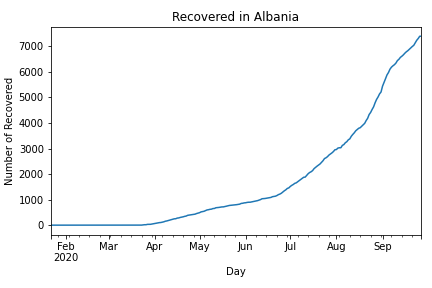 Recovered in Albania
Number of Recovered
7000
6000
5000
4000
3000
2000
1000
0
Feb Mar Apr May Jun Jul Aug Sep
2020
Day